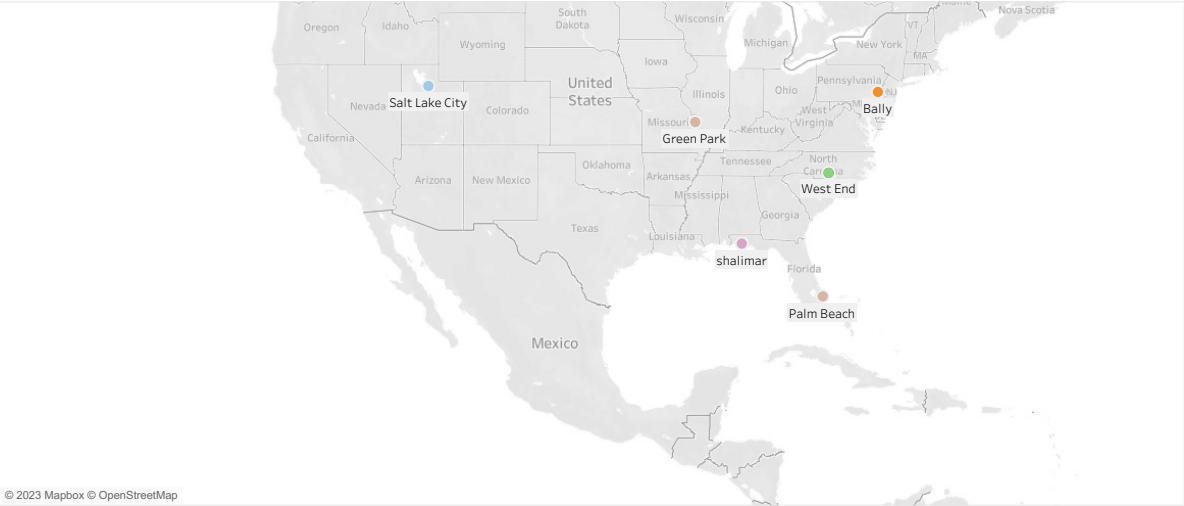 Nova Scotia
Maine
South
Dakota
Wisconsin
VT
Oregon
Idaho
Wyoming
Michigan
New York
MA
Iowa
United
States
Pennsylvania
Illinois
Ohio
NJ
Salt Lake City
Nevada
Colorado
Bally
West
Virginia
Missouri
Green Park
Kentucky
California
North
Tennessee
Oklahoma
Arkansas
Arizona
New Mexico
West End
Mississippi
Georgia
Texas
Louisiana
shalimar
Florida
Palm Beach
Mexico
© 2023 Mapbox © OpenStreetMap